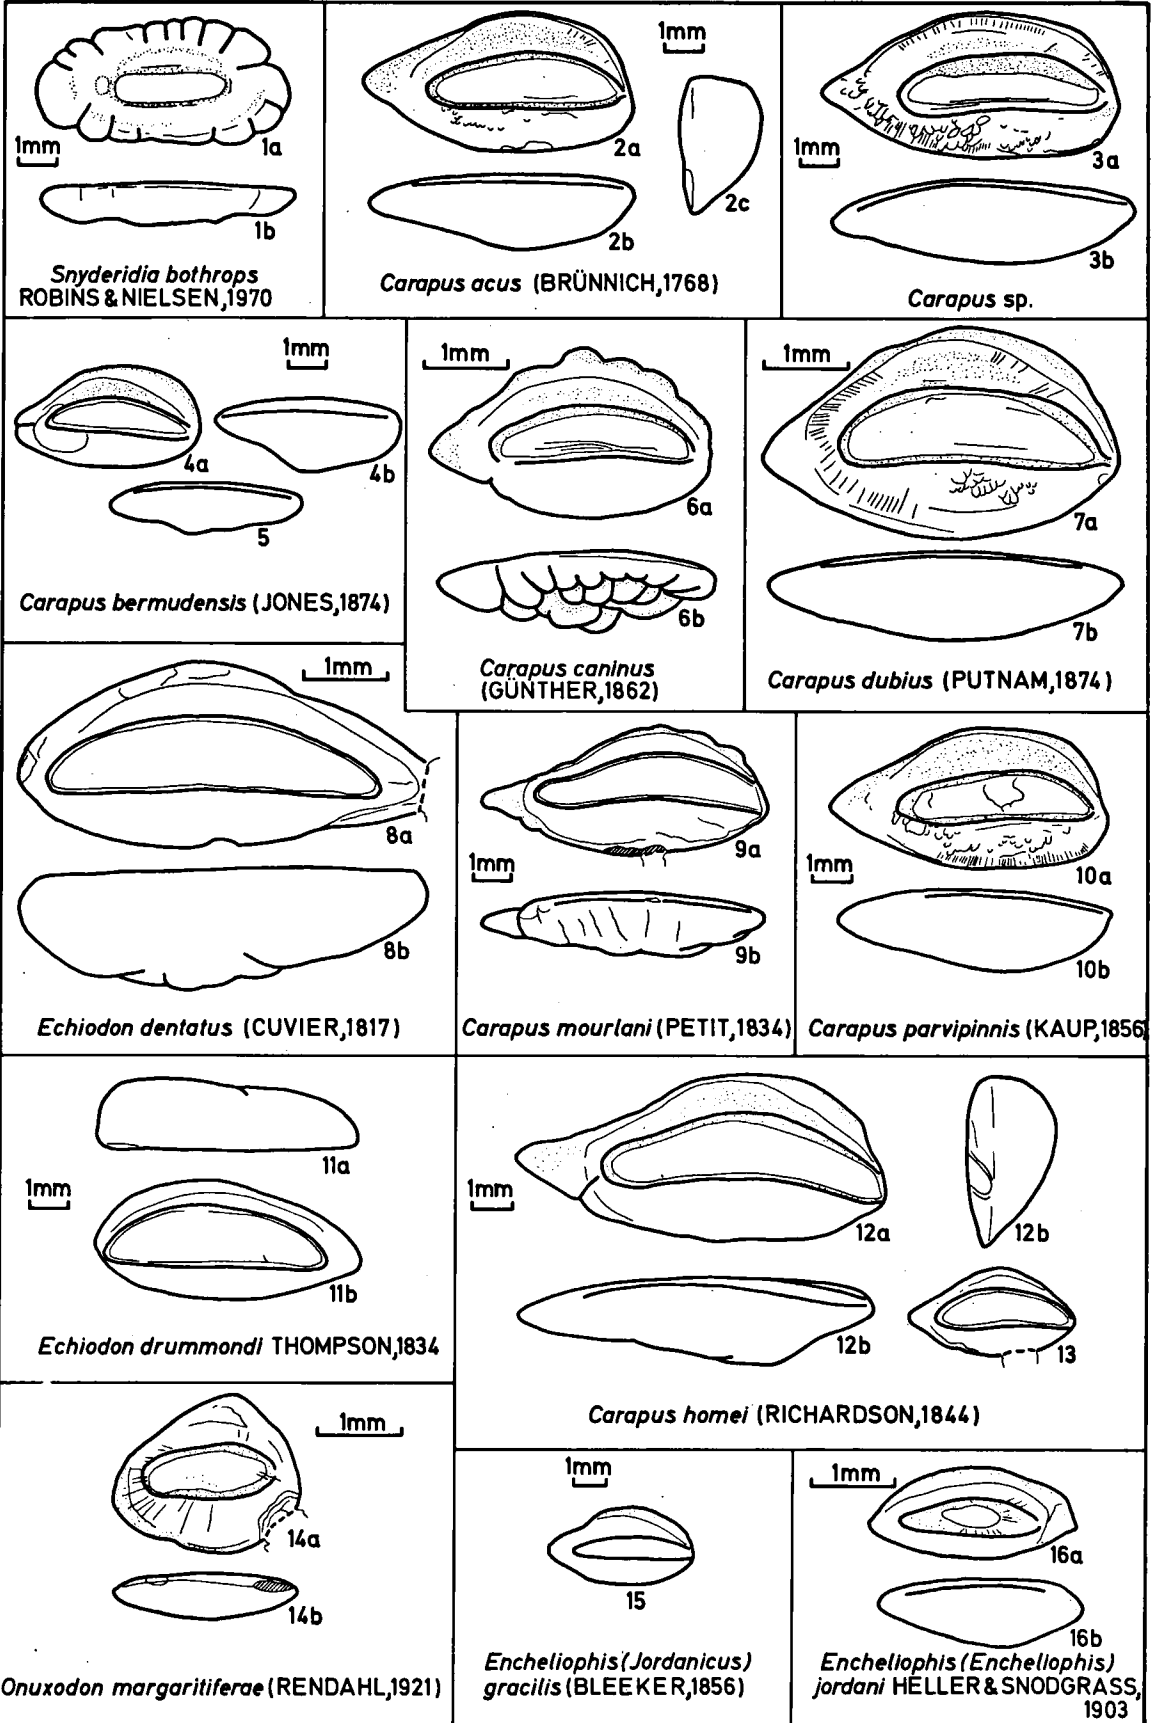 1a
1mm
1b
Snyderidia bothrops
ROBINS & NIELSEN, 1970
1mm
2a
2b
2c
Carapus acus (BRÜNNICH, 1768)
1mm
3a
3b
Carapus sp.
1mm
4a
4b
5
Carapus bermudensis (JONES, 1874)
1mm
6a
6b
Carapus caninus
(GÜNTHER, 1862)
1mm
7a
7b
Carapus dubius (PUTNAM, 1874)
1mm
8a
8b
Echiodon dentatus (CUVIER, 1817)
9a
1mm
9b
Carapus mourlani (PETIT, 1834)
1mm
10a
10b
Carapus parvipinnis (KAUP, 1856
11a
1mm
11b
Echiodon drummondi THOMPSON, 1834
1mm
12a
12b
12b
13
Carapus homei (RICHARDSON, 1844)
1mm
14a
14b
Onuxodon margaritiferae (RENDAHL, 1921)
1mm
15
Encheliophis (Jordanicus)
gracilis (BLEEKER, 1856)
1mm
16a
16b
Encheliophis (Encheliophis)
jordani HELLER & SNODGRASS,
1903